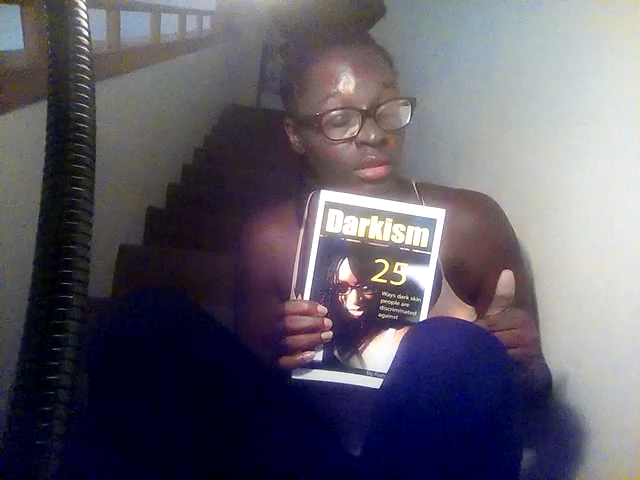 Darkism
25
Ways dark skin
people are
discriminated
against